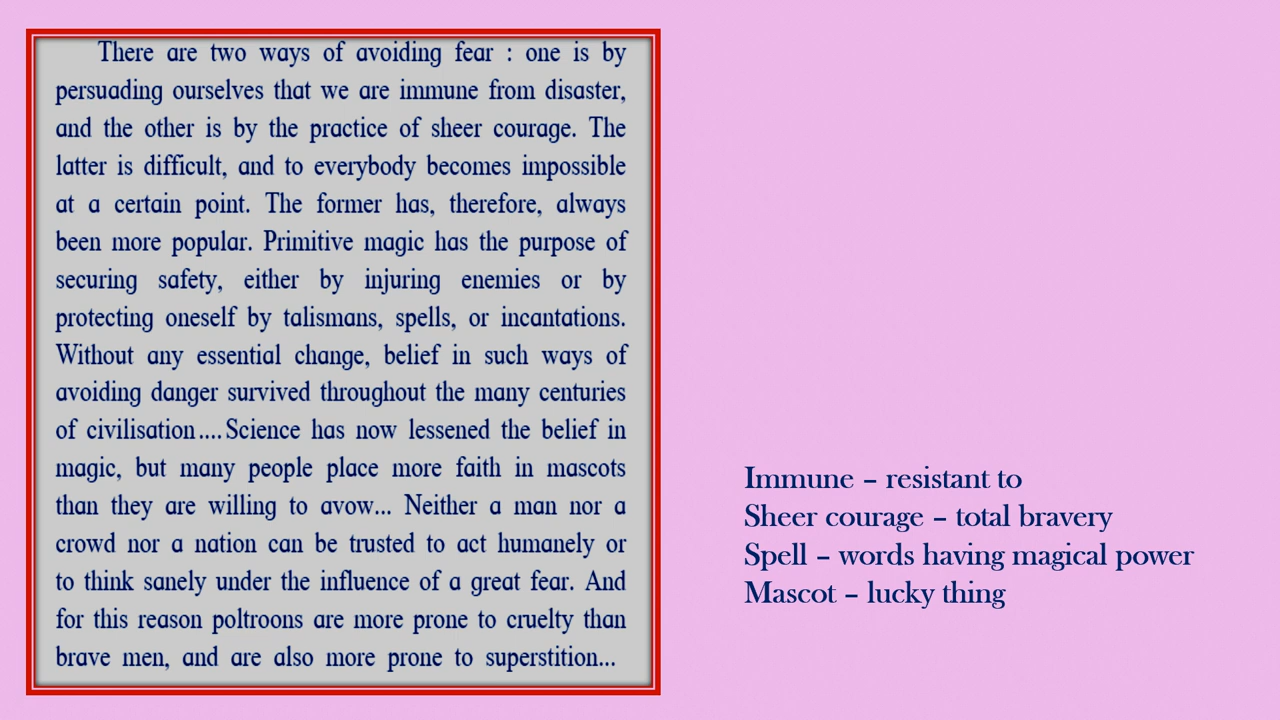 There are two ways of avoiding fear : one is by
persuading ourselves that we are immune from disaster,
and the other is by the practice of sheer courage. The
latter is difficult, and to everybody becomes impossible
at a certain point. The former has, therefore, always
been more popular. Primitive magic has the purpose of
securing safety, either by injuring enemies or by
protecting oneself by talismans, spells, or incantations.
Without any essential change, belief in such ways of
avoiding danger survived throughout the many centuries
of civilisation.... Science has now lessened the belief in
magic, but many people place more faith in mascots
than they are willing to avow... Neither a man nor a
crowd nor a nation can be trusted to act humanely or
to think sanely under the influence of a great fear. And
for this reason poltroons are more prone to cruelty than
brave men, and are also more prone to superstition...
Immune – resistant to
Sheer courage – total bravery
Spell – words having magical power
Mascot – lucky thing